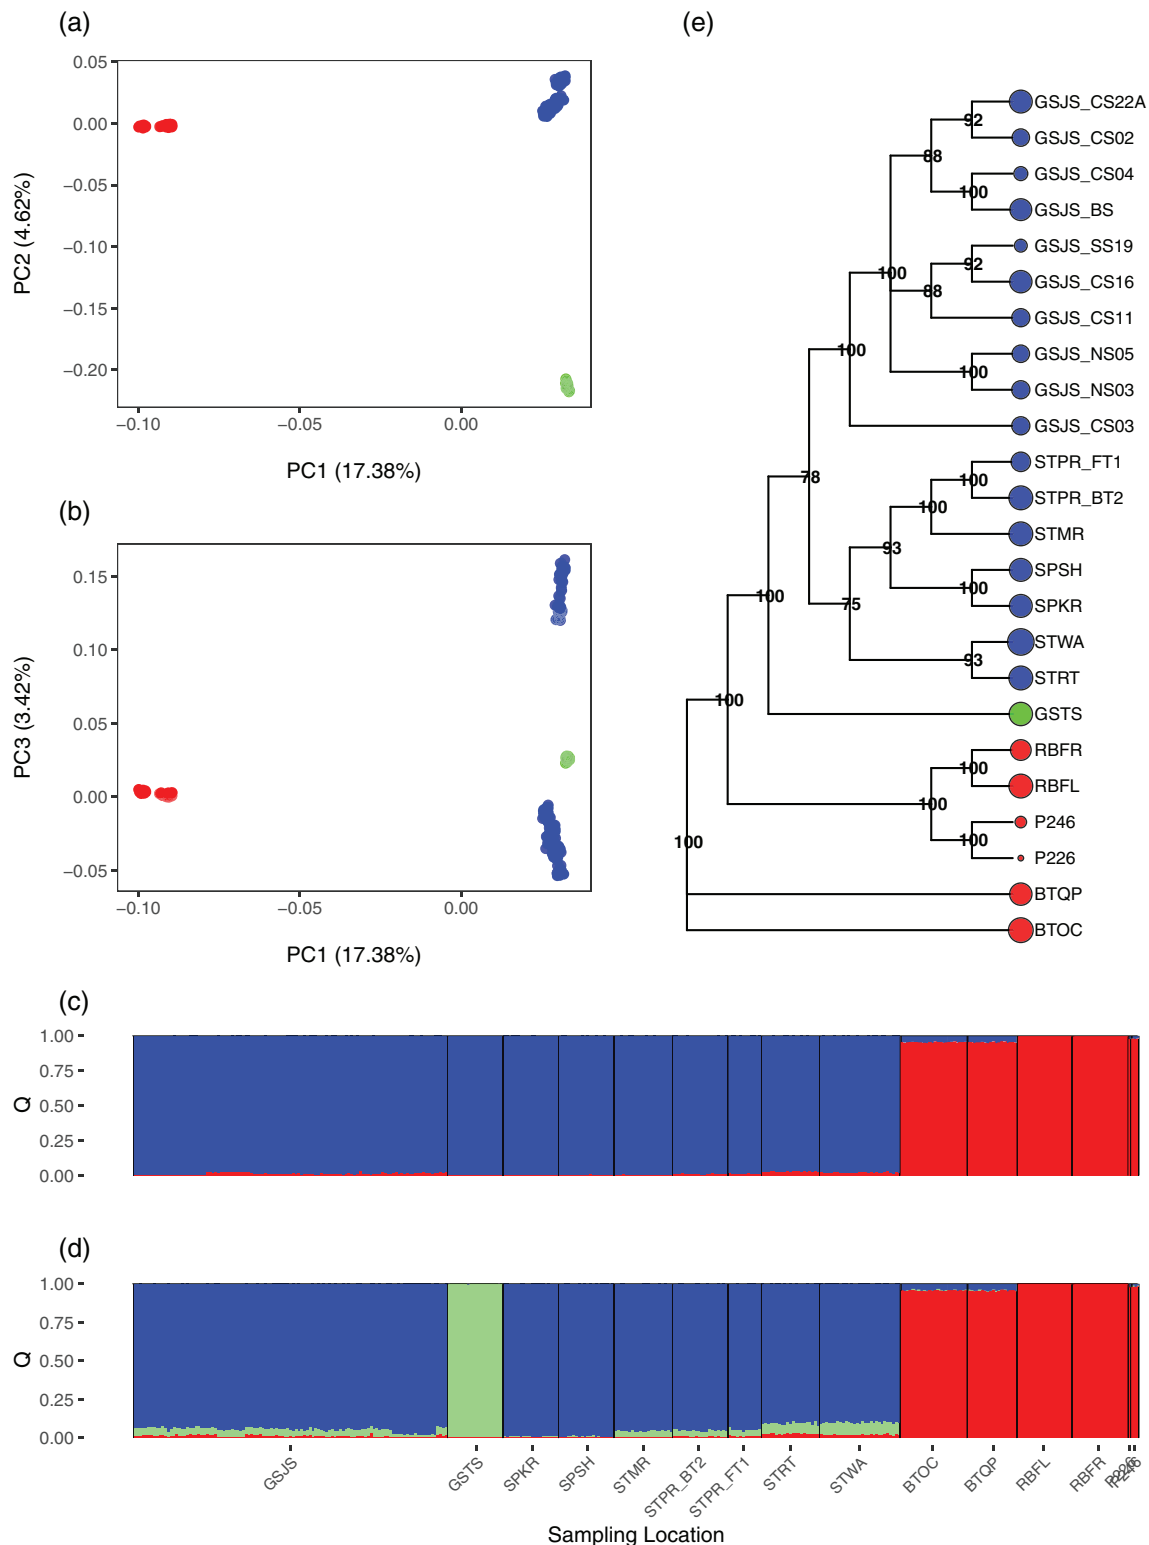 (a)
0.05
0.00
−0.05
−0.10
−0.15
−0.20
PC2 (4.62%)
−0.10
−0.05
0.00
PC1 (17.38%)
(b)
0.15
0.10
0.05
0.00
−0.05
PC3 (3.42%)
−0.10
−0.05
0.00
PC1 (17.38%)
(e)
GSJS_CS22A
92
GSJS_CS02
88
GSJS_CS04
100
GSJS_BS
GSJS_SS19
92
GSJS_CS16
100
88
GSJS_CS11
GSJS_NS05
100
100
GSJS_NS03
GSJS_CS03
STPR_FT1
78
100
STPR_BT2
100
STMR
93
SPSH
100
100
75
SPKR
STWA
93
STRT
100
GSTS
RBFR
100
RBFL
100
P246
100
100
P226
BTQP
BTOC
(c)
1.00
0.75
0.50
0.25
0.00
Q
(d)
1.00
0.75
0.50
0.25
0.00
Q
GSJS
GSTS
SPKR
SPSH
STMR
STPR_BT2
STPR_FT1
STRT
STWA
BTOC
BTQP
RBFL
RBFR
P226
P246
Sampling Location